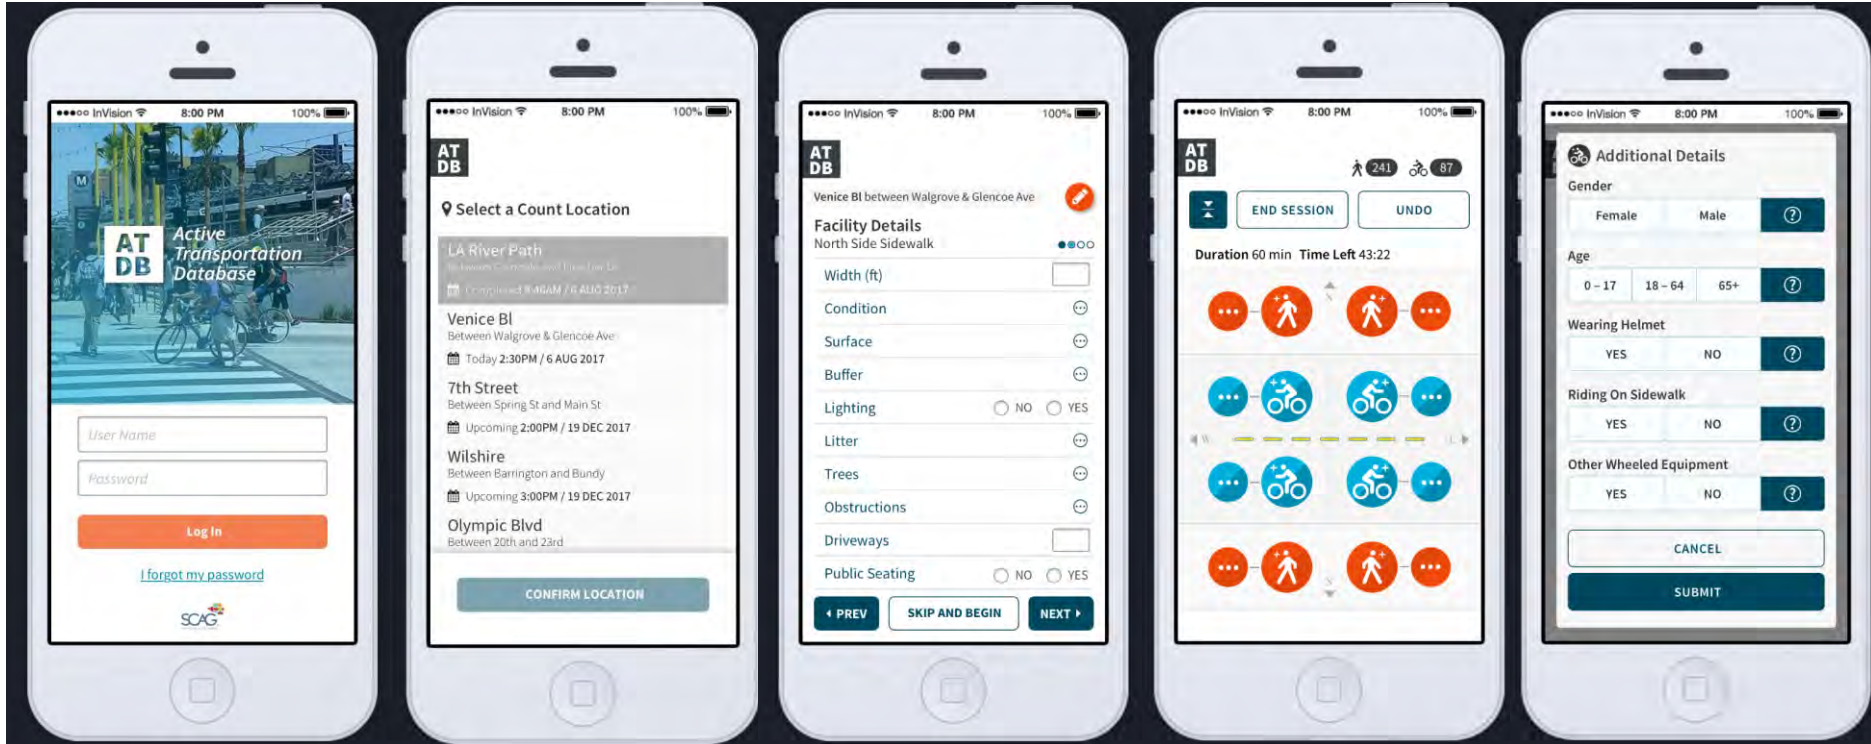 InVision 8:00 PM 100%
M
AT
DB
Active
Transportation
Database
User Name
Password
Log In
I forgot my password
SCAG
InVision 8:00 PM 100%
AT
DB
Select a Count Location
LA River Path
Completed 8:46AM / 6 AUG 2017
Venice Bl
Between Walgrove & Glencoe Ave
Today 2:30PM / 6 AUG 2017
7th Street
Between Spring St and Main St
Upcoming 2:00PM / 19 DEC 2017
Wilshire
Between Barrington and Bundy
Upcoming 3:00PM / 19 DEC 2017
Olympic Blvd
Between 20th and 23rd
CONFIRM LOCATION
InVision 8:00 PM 100%
AT
DB
Venice Bl between Walgrove & Glencoe Ave
Facility Details
North Side Sidewalk
Width (ft)
Condition
Surface
Buffer
Lighting NO YES
Litter
Trees
Obstructions
Driveways
Public Seating NO YES
PREV SKIP AND BEGIN NEXT
InVision 8:00 PM 100%
AT
DB
241 87
END SESSION UNDO
Duration 60 min Time Left 43:22
N
W
S
InVision 8:00 PM 100%
Additional Details
Gender
Female Male ?
Age
0 – 17 18 – 64 65+ ?
Wearing Helmet
YES NO ?
Riding On Sidewalk
YES NO ?
Other Wheeled Equipment
YES NO ?
CANCEL
SUBMIT